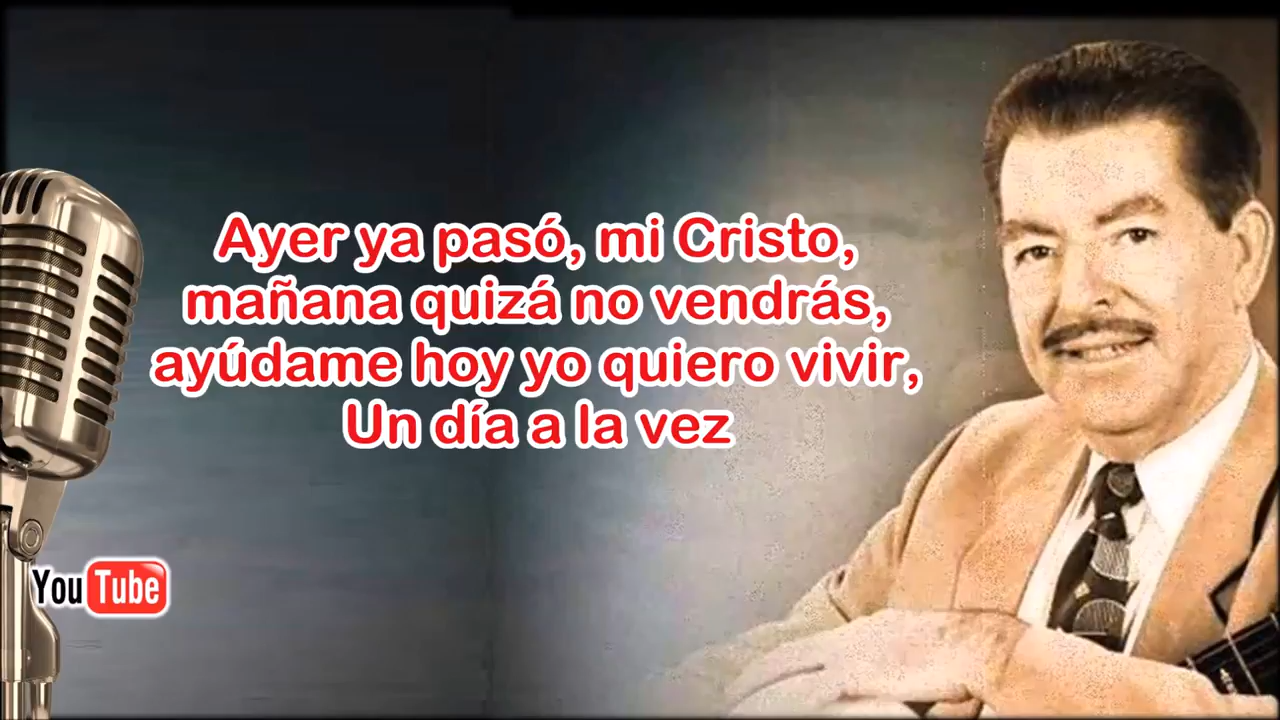 Ayer ya pasó, mi Cristo,
mañana quizá no vendrás,
ayúdame hoy yo quiero vivir,
Un día a la vez
YouTube